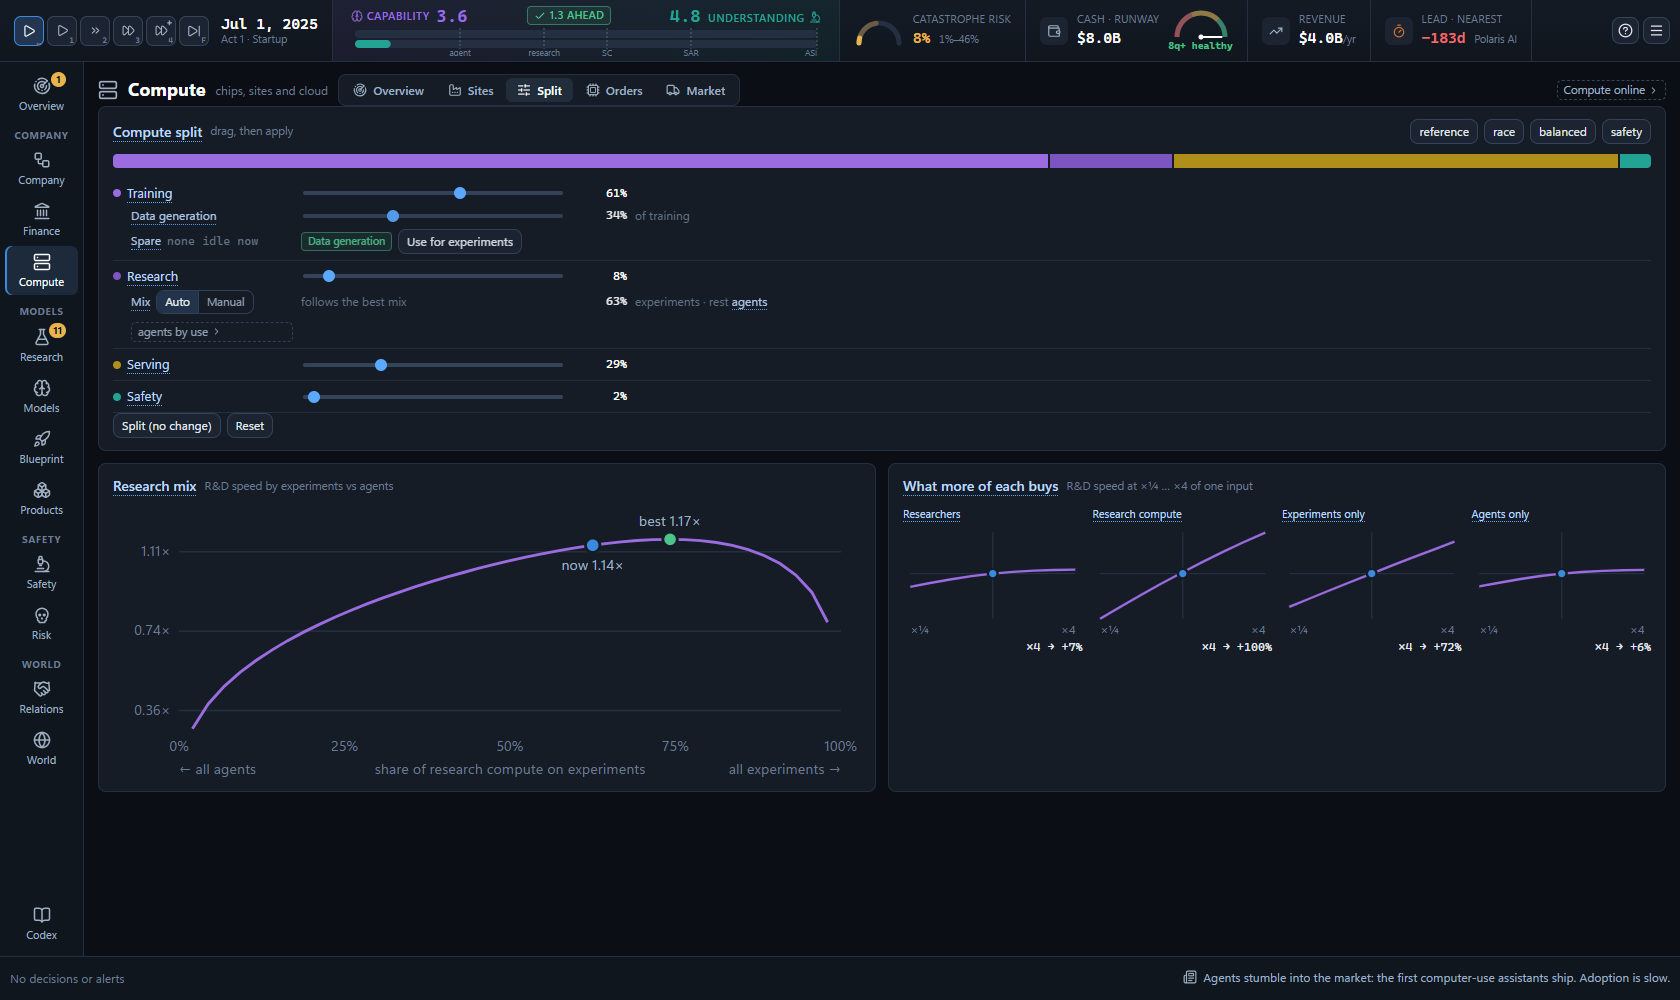 1
2
3
4
F
Jul 1, 2025
Act 1 · Startup
CAPABILITY 3.6
1.3 AHEAD
4.8 UNDERSTANDING
agent
research
SC
SAR
ASI
CATASTROPHE RISK
8% 1%–46%
CASH · RUNWAY
$8.0B
8q+ healthy
REVENUE
$4.0B/yr
LEAD · NEAREST
−183d Polaris AI
1
Overview
COMPANY
Company
Finance
Compute
MODELS
11
Research
Models
Blueprint
Products
SAFETY
Safety
Risk
WORLD
Relations
World
Codex
Compute chips, sites and cloud
Overview
Sites
Split
Orders
Market
Compute online ›
Compute split drag, then apply
reference
race
balanced
safety
Training 61%
Data generation 34% of training
Spare none idle now Data generation Use for experiments
Research 8%
Mix Auto Manual follows the best mix 63% experiments · rest agents
agents by use ›
Serving 29%
Safety 2%
Split (no change) Reset
Research mix R&D speed by experiments vs agents
best 1.17×
1.11×
now 1.14×
0.74×
0.36×
0% 25% 50% 75% 100%
← all agents share of research compute on experiments all experiments →
What more of each buys R&D speed at ×¼ ... ×4 of one input
Researchers
×¼ ×4
×4 → +7%
Research compute
×¼ ×4
×4 → +100%
Experiments only
×¼ ×4
×4 → +72%
Agents only
×¼ ×4
×4 → +6%
No decisions or alerts
Agents stumble into the market: the first computer-use assistants ship. Adoption is slow.